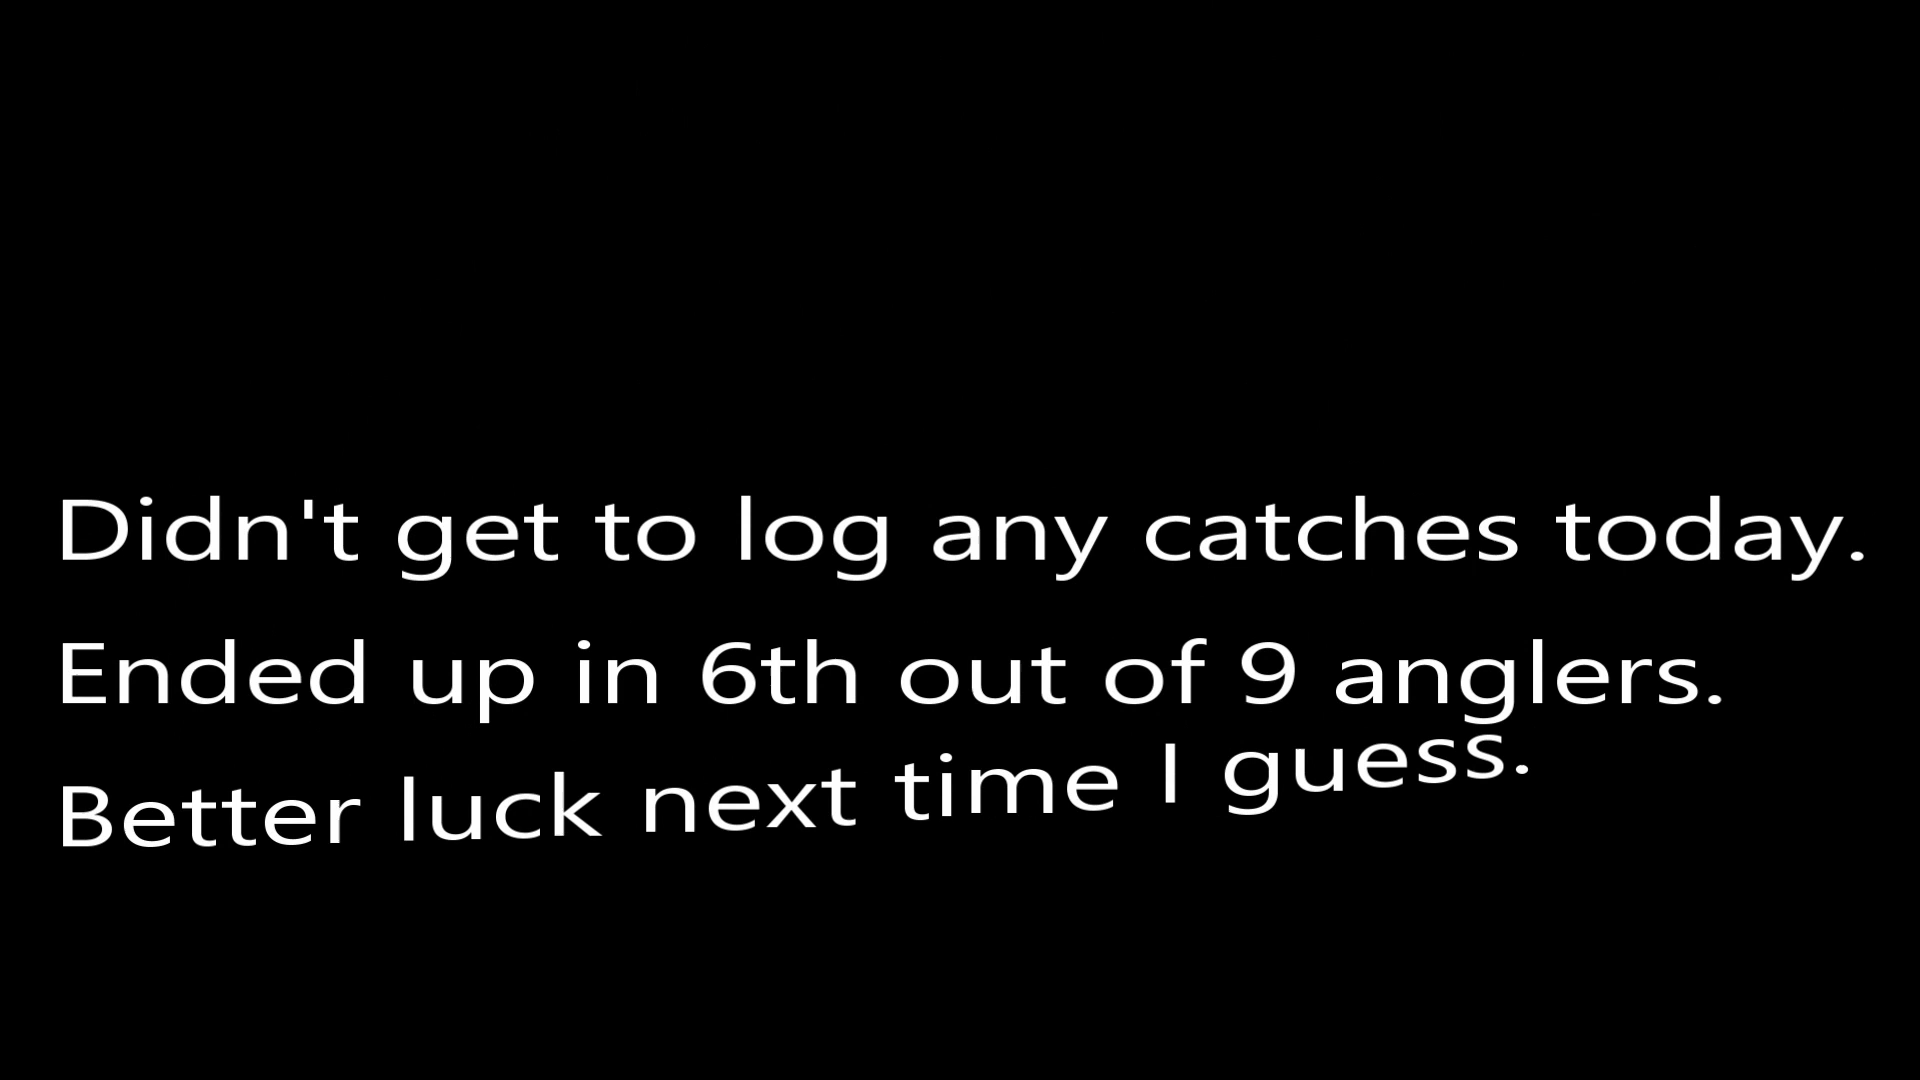 Didn't get to log any catches today.
Ended up in 6th out of 9 anglers.
Better luck next time I guess.